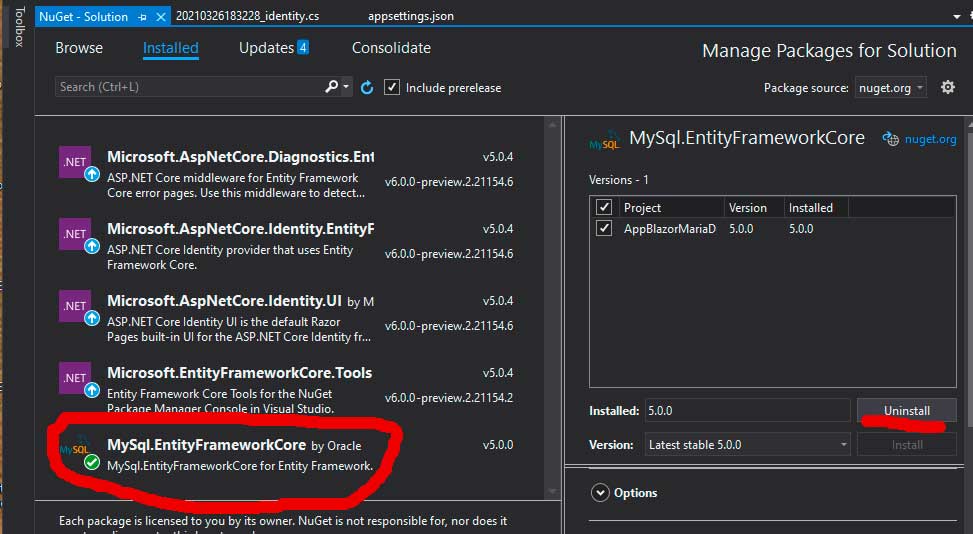 Toolbox
NuGet - Solution
20210326183228_identity.cs
appsettings.json
Browse
Installed
Updates 4
Consolidate
Manage Packages for Solution
Search (Ctrl+L)
Include prerelease
Package source: nuget.org
.NET
Microsoft.AspNetCore.Diagnostics.Ent
v5.0.4
ASP.NET Core middleware for Entity Framework
v6.0.0-preview.2.21154.6
Core error pages. Use this middleware to detect...
.NET
Microsoft.AspNetCore.Identity.EntityF
v5.0.4
ASP.NET Core Identity provider that uses Entity
v6.0.0-preview.2.21154.6
Framework Core.
.NET
Microsoft.AspNetCore.Identity.UI by M
v5.0.4
ASP.NET Core Identity UI is the default Razor
v6.0.0-preview.2.21154.6
Pages built-in UI for the ASP.NET Core Identity fr...
.NET
Microsoft.EntityFrameworkCore.Tools
v5.0.4
Entity Framework Core Tools for the NuGet
v6.0.0-preview.2.21154.2
Package Manager Console in Visual Studio.
MySQL
MySql.EntityFrameworkCore by Oracle
v5.0.0
MySql.EntityFrameworkCore for Entity Framework.
Each package is licensed to you by its owner. NuGet is not responsible for, nor does it
MySQL
MySql.EntityFrameworkCore
nuget.org
Versions - 1
Project Version Installed
AppBlazorMariaD 5.0.0 5.0.0
Installed: 5.0.0
Uninstall
Version: Latest stable 5.0.0
Install
Options